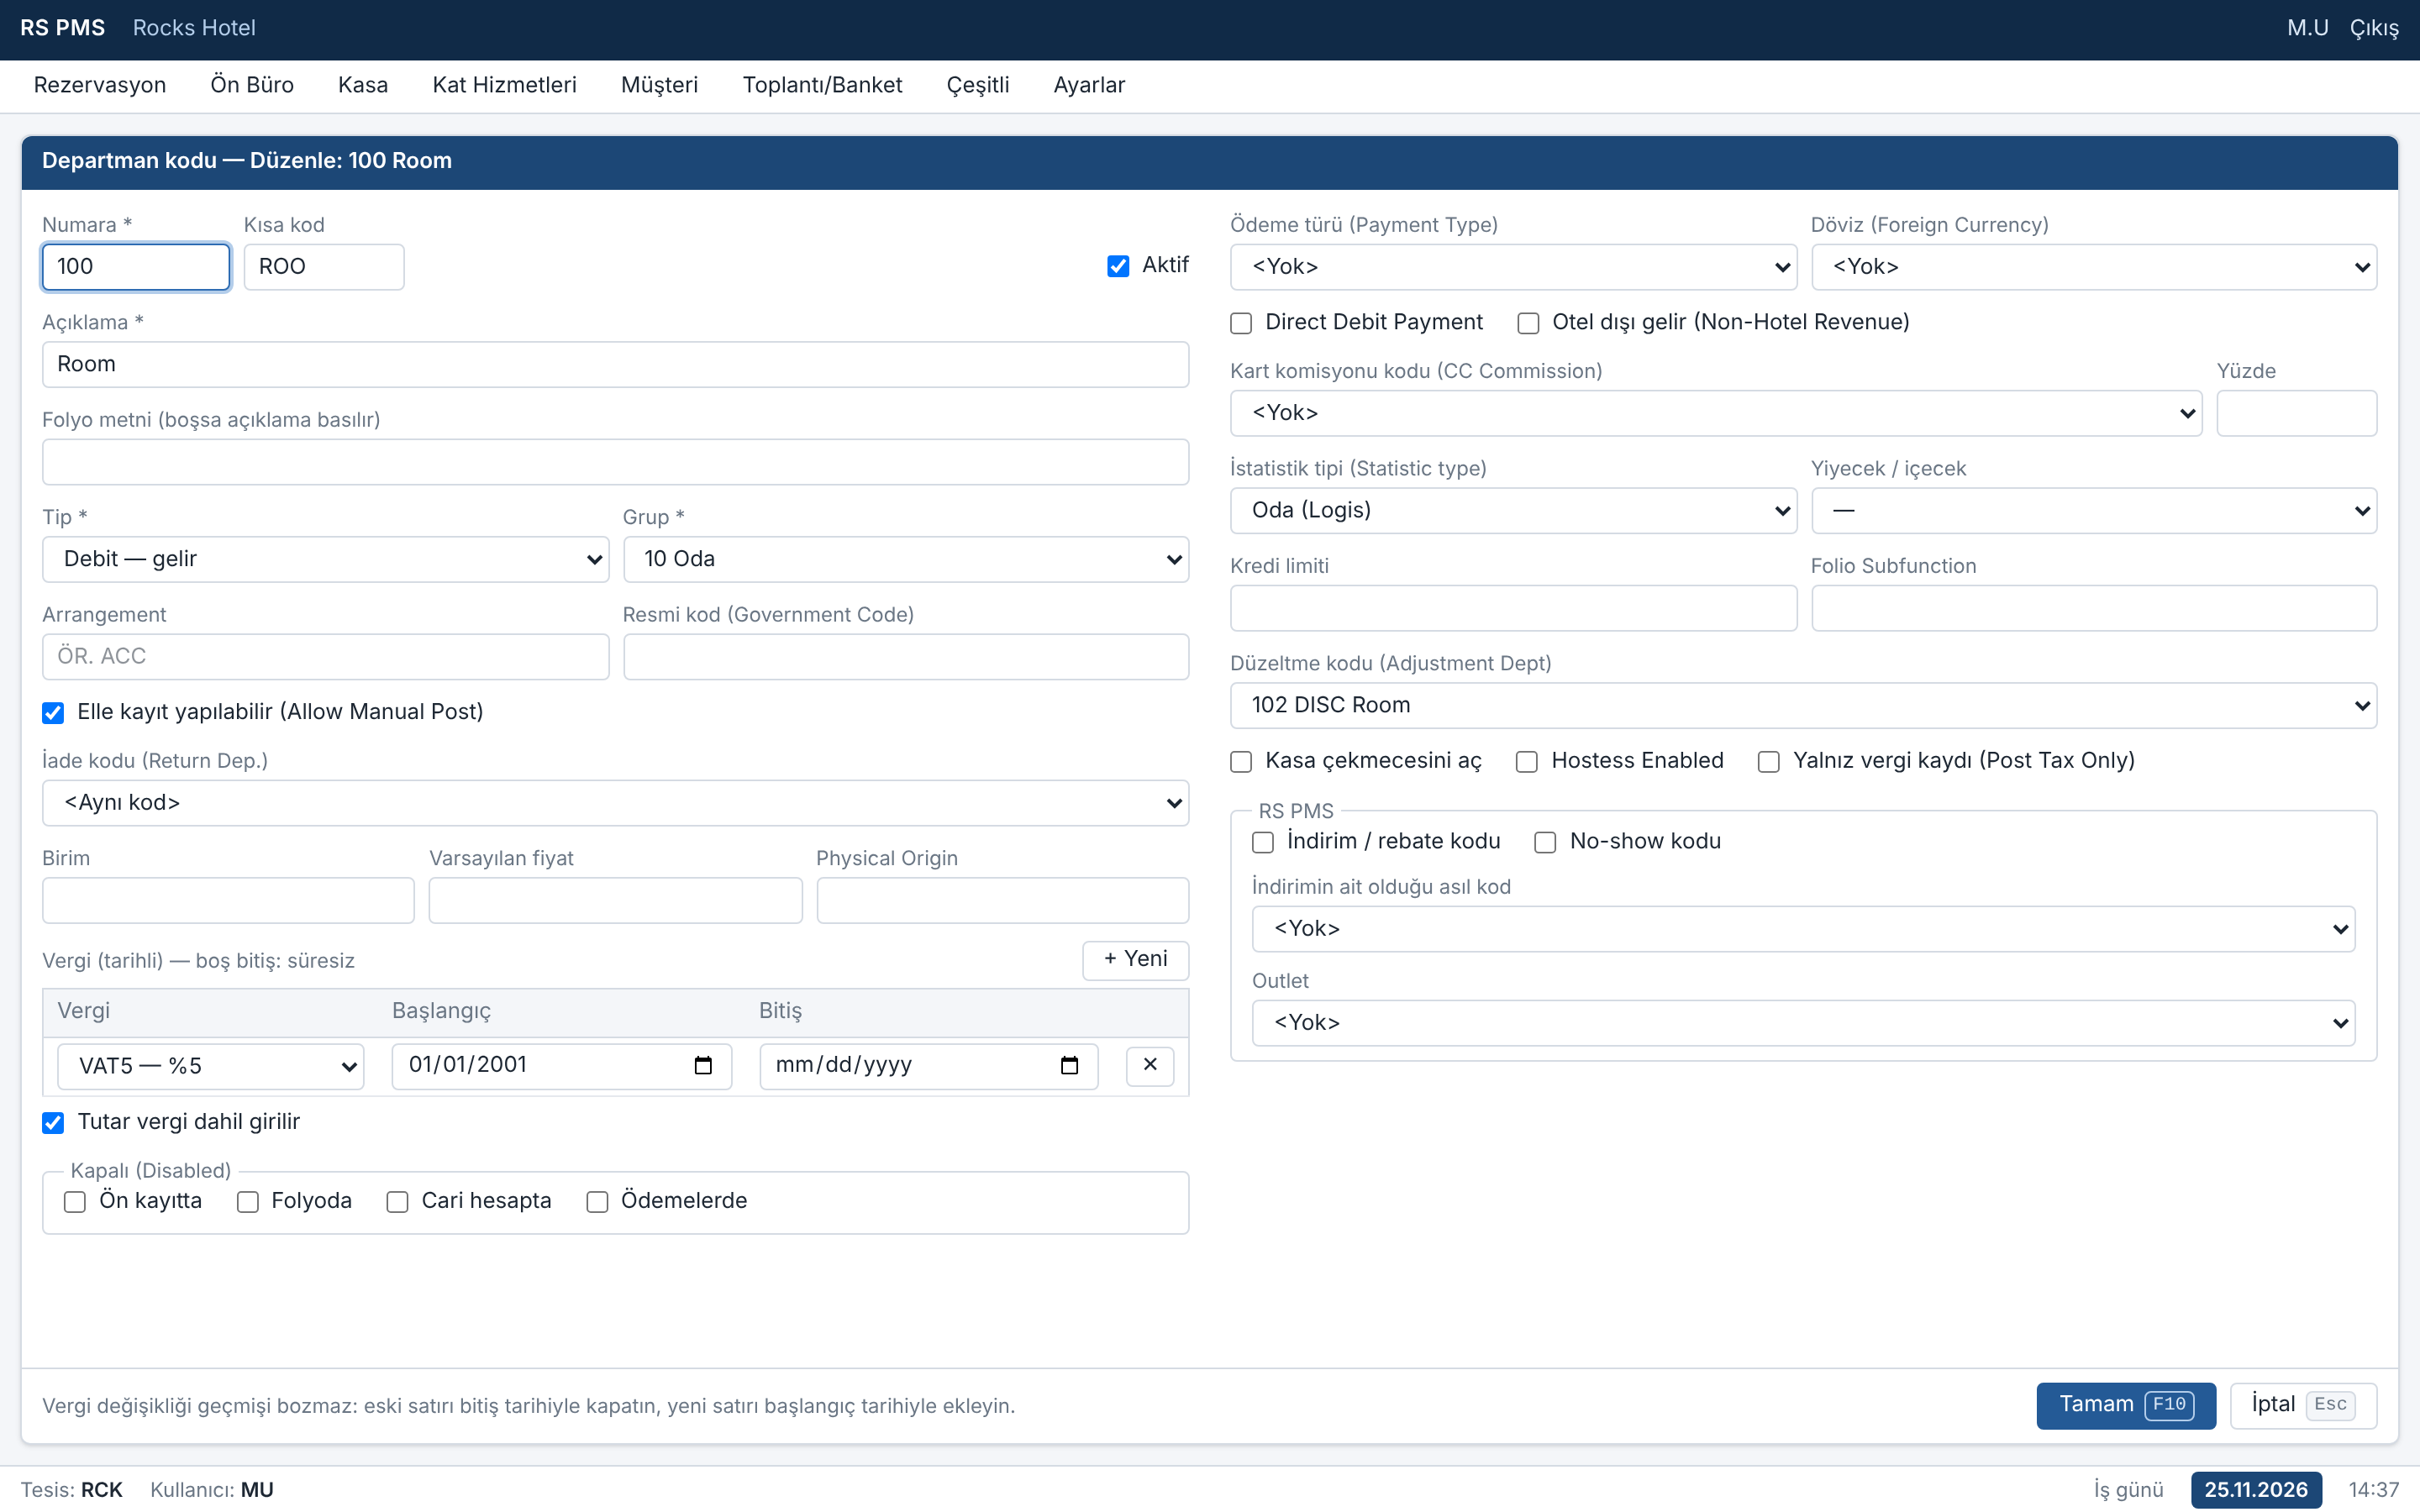 RS PMS Rocks Hotel M.U Çıkış
Rezervasyon Ön Büro Kasa Kat Hizmetleri Müşteri Toplantı/Banket Çeşitli Ayarlar
Departman kodu — Düzenle: 100 Room
Numara * Kısa kod
100 ROO Aktif
Açıklama *
Room
Folyo metni (boşsa açıklama basılır)
Tip * Grup *
Debit — gelir 10 Oda
Arrangement Resmi kod (Government Code)
ÖR. ACC
Elle kayıt yapılabilir (Allow Manual Post)
İade kodu (Return Dep.)
<Aynı kod>
Birim Varsayılan fiyat Physical Origin
Vergi (tarihli) — boş bitiş: süresiz + Yeni
Vergi Başlangıç Bitiş
VAT5 — %5 01/01/2001 mm/dd/yyyy ✕
Tutar vergi dahil girilir
Kapalı (Disabled)
Ön kayıtta Folyoda Cari hesapta Ödemelerde
Ödeme türü (Payment Type) Döviz (Foreign Currency)
<Yok> <Yok>
Direct Debit Payment Otel dışı gelir (Non-Hotel Revenue)
Kart komisyonu kodu (CC Commission) Yüzde
<Yok>
İstatistik tipi (Statistic type) Yiyecek / içecek
Oda (Logis) —
Kredi limiti Folio Subfunction
Düzeltme kodu (Adjustment Dept)
102 DISC Room
Kasa çekmecesini aç Hostess Enabled Yalnız vergi kaydı (Post Tax Only)
RS PMS
İndirim / rebate kodu No-show kodu
İndirimin ait olduğu asıl kod
<Yok>
Outlet
<Yok>
Vergi değişikliği geçmişi bozmaz: eski satırı bitiş tarihiyle kapatın, yeni satırı başlangıç tarihiyle ekleyin. Tamam F10 İptal Esc
Tesis: RCK Kullanıcı: MU İş günü 25.11.2026 14:37